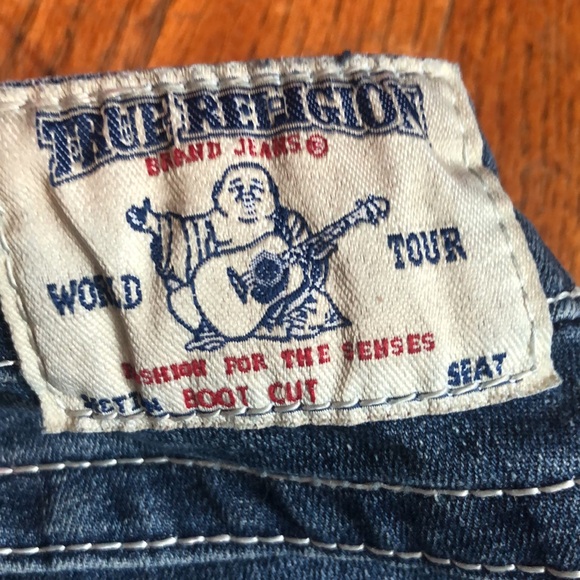 TRUE RELIGION
BRAND JEANS®
WORLD TOUR
FASHION FOR THE SENSES
BOOT CUT SEAT